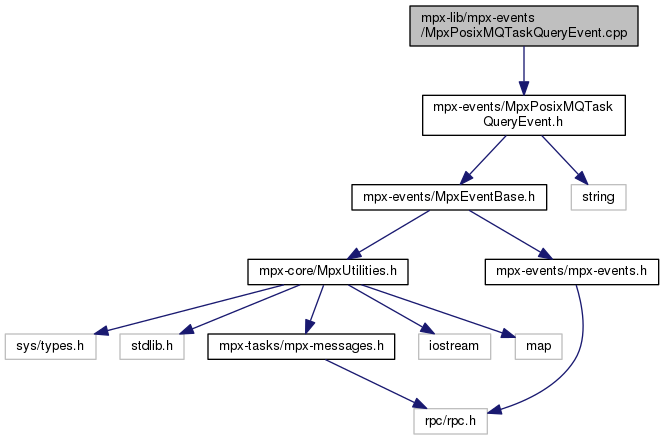 mpx-lib/mpx-events
/MpxPosixMQTaskQueryEvent.cpp
mpx-events/MpxPosixMQTask
QueryEvent.h
mpx-events/MpxEventBase.h
string
mpx-core/MpxUtilities.h
mpx-events/mpx-events.h
sys/types.h
stdlib.h
mpx-tasks/mpx-messages.h
iostream
map
rpc/rpc.h